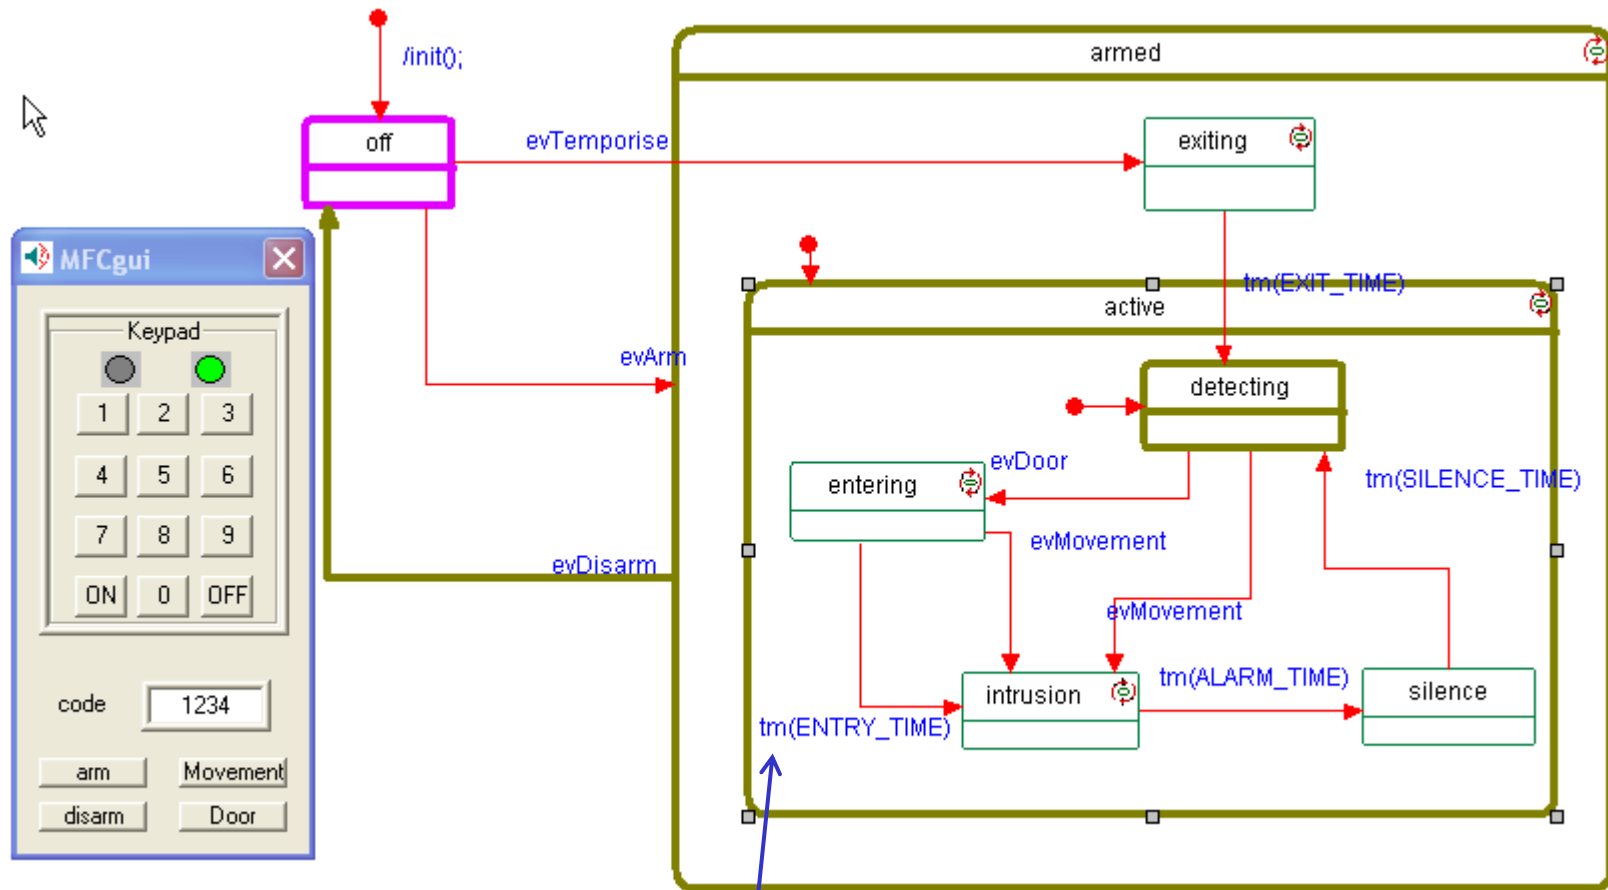 /init();
armed
off
evTemporise
exiting
MFCgui
tm(EXIT_TIME)
active
Keypad
evArm
detecting
1 2 3
evDoor
entering
tm(SILENCE_TIME)
4 5 6
evMovement
7 8 9
evDisarm
ON 0 OFF
evMovement
tm(ALARM_TIME)
intrusion
silence
code 1234
tm(ENTRY_TIME)
arm Movement
disarm Door